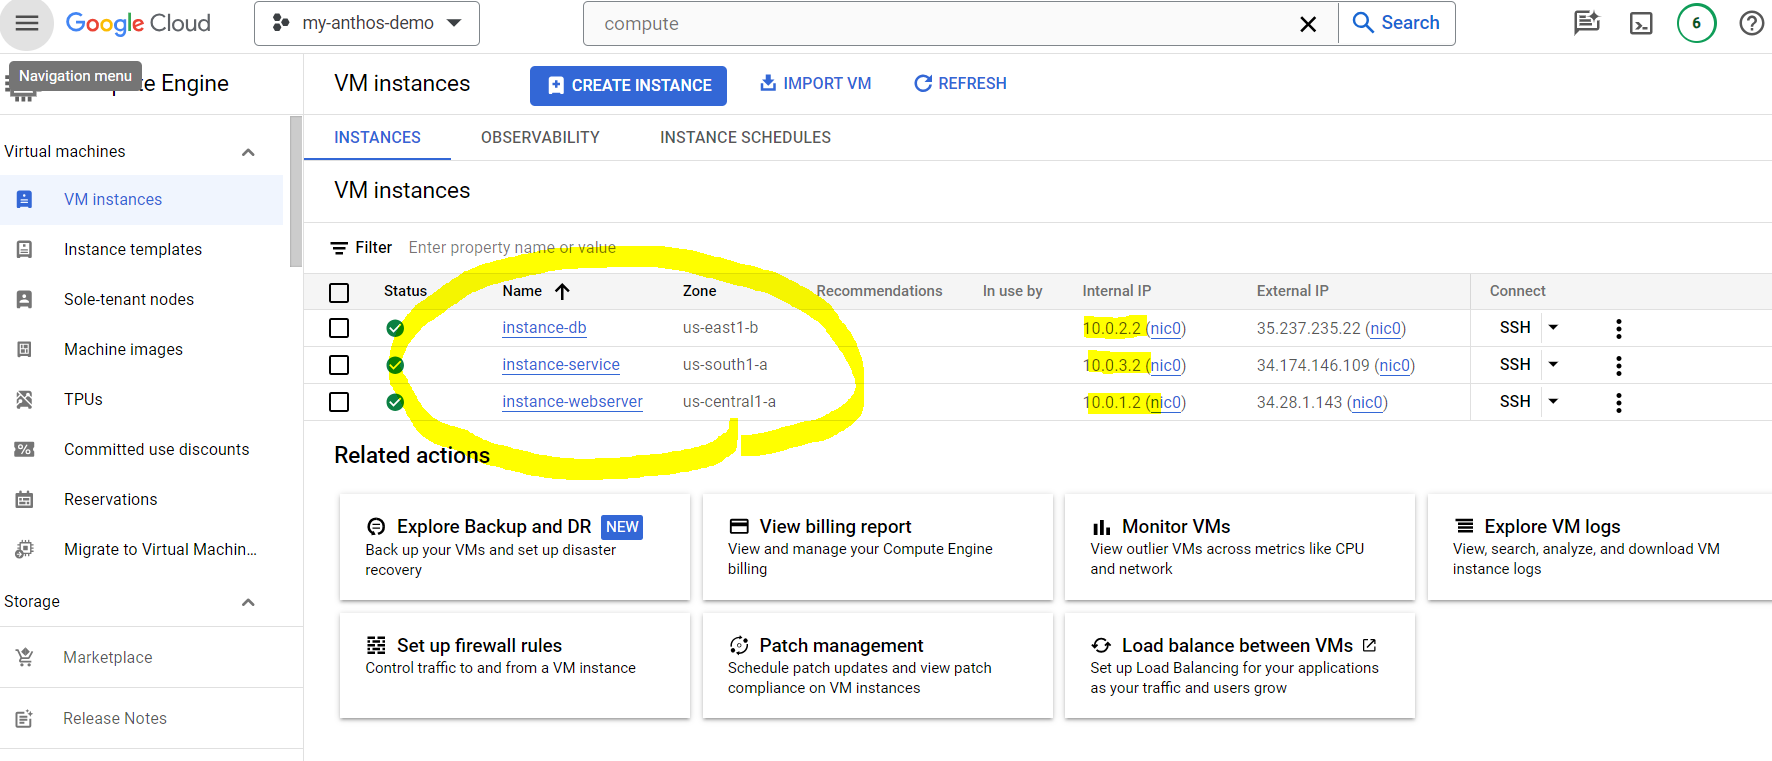 Google Cloud
my-anthos-demo
compute
Search
6
Navigation menu
Engine
VM instances
CREATE INSTANCE
IMPORT VM
REFRESH
Virtual machines
VM instances
Instance templates
Sole-tenant nodes
Machine images
TPUs
Committed use discounts
Reservations
Migrate to Virtual Machin...
Storage
Marketplace
Release Notes
INSTANCES OBSERVABILITY INSTANCE SCHEDULES
VM instances
Filter Enter property name or value
Status Name Zone Recommendations In use by Internal IP External IP Connect
instance-db us-east1-b 10.0.2.2 (nic0) 35.237.235.22 (nic0) SSH
instance-service us-south1-a 10.0.3.2 (nic0) 34.174.146.109 (nic0) SSH
instance-webserver us-central1-a 10.0.1.2 (nic0) 34.28.1.143 (nic0) SSH
Related actions
Explore Backup and DR NEW
Back up your VMs and set up disaster
recovery
View billing report
View and manage your Compute Engine
billing
Monitor VMs
View outlier VMs across metrics like CPU
and network
Explore VM logs
View, search, analyze, and download VM
instance logs
Set up firewall rules
Control traffic to and from a VM instance
Patch management
Schedule patch updates and view patch
compliance on VM instances
Load balance between VMs
Set up Load Balancing for your applications
as your traffic and users grow